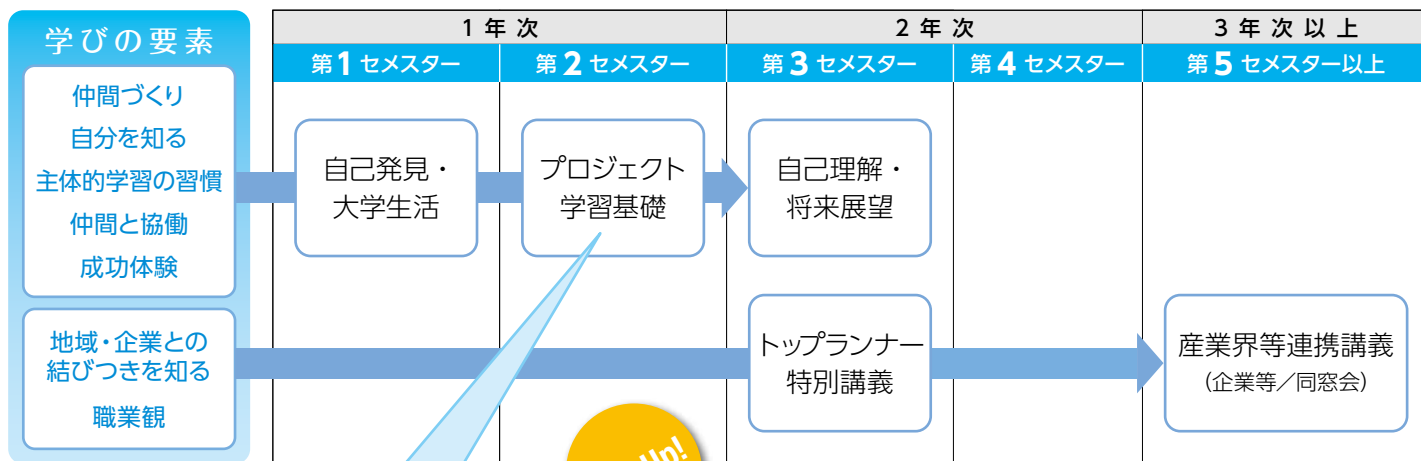 学びの要素
仲間づくり
自分を知る
主体的学習の習慣
仲間と協働
成功体験
地域・企業との
結びつきを知る
職業観
1年次
2年次
3年次以上
第1セメスター
第2セメスター
第3セメスター
第4セメスター
第5セメスター以上
自己発見・
大学生活
プロジェクト
学習基礎
自己理解・
将来展望
トップランナー
特別講義
産業界等連携講義
(企業等/同窓会)
Up!